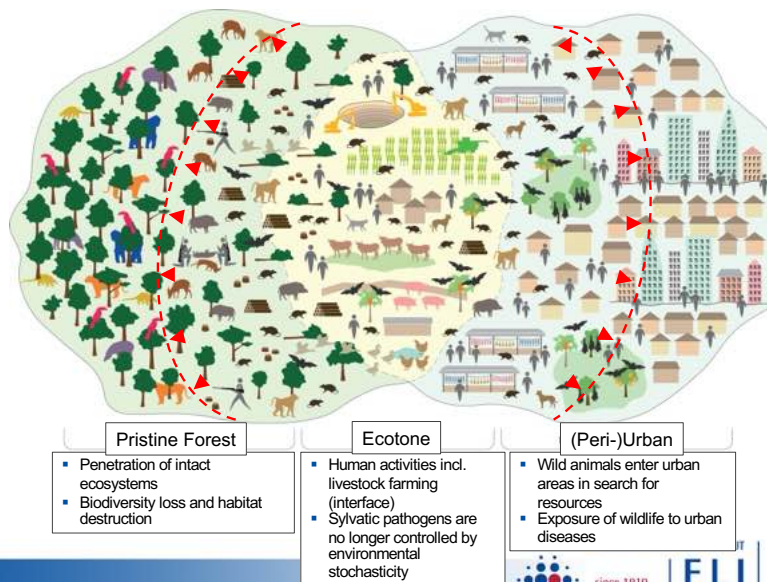 Pristine Forest
▪ Penetration of intact
ecosystems
▪ Biodiversity loss and habitat
destruction
Ecotone
▪ Human activities incl.
livestock farming
(interface)
▪ Sylvatic pathogens are
no longer controlled by
environmental
stochasticity
(Peri-)Urban
▪ Wild animals enter urban
areas in search for
resources
▪ Exposure of wildlife to urban
diseases